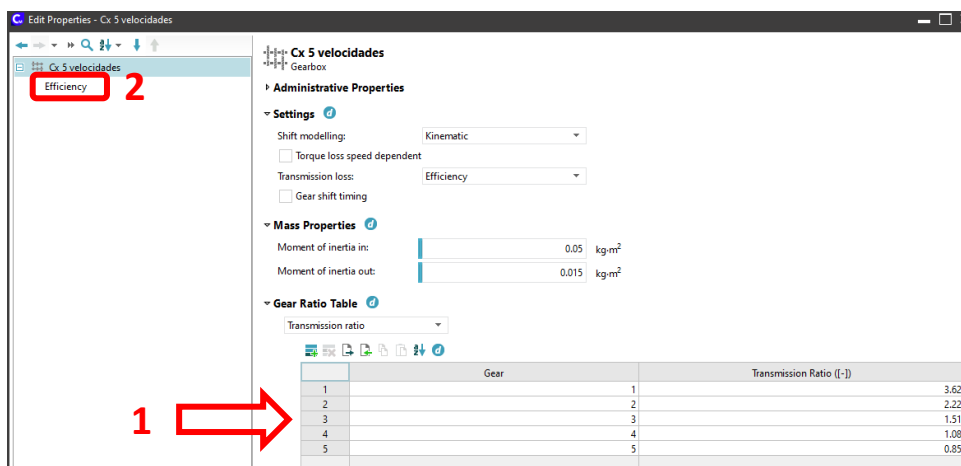 C. Edit Properties - Cx 5 velocidades
Cx 5 velocidades
Efficiency
2
Cx 5 velocidades
Gearbox
Administrative Properties
Settings d
Shift modelling: Kinematic
Torque loss speed dependent
Transmission loss: Efficiency
Gear shift timing
Mass Properties d
Moment of inertia in: 0.05 kg·m²
Moment of inertia out: 0.015 kg·m²
Gear Ratio Table d
Transmission ratio
Gear Transmission Ratio ([-])
1 1 3.62
2 2 2.22
1
3 3 1.51
4 4 1.08
5 5 0.85